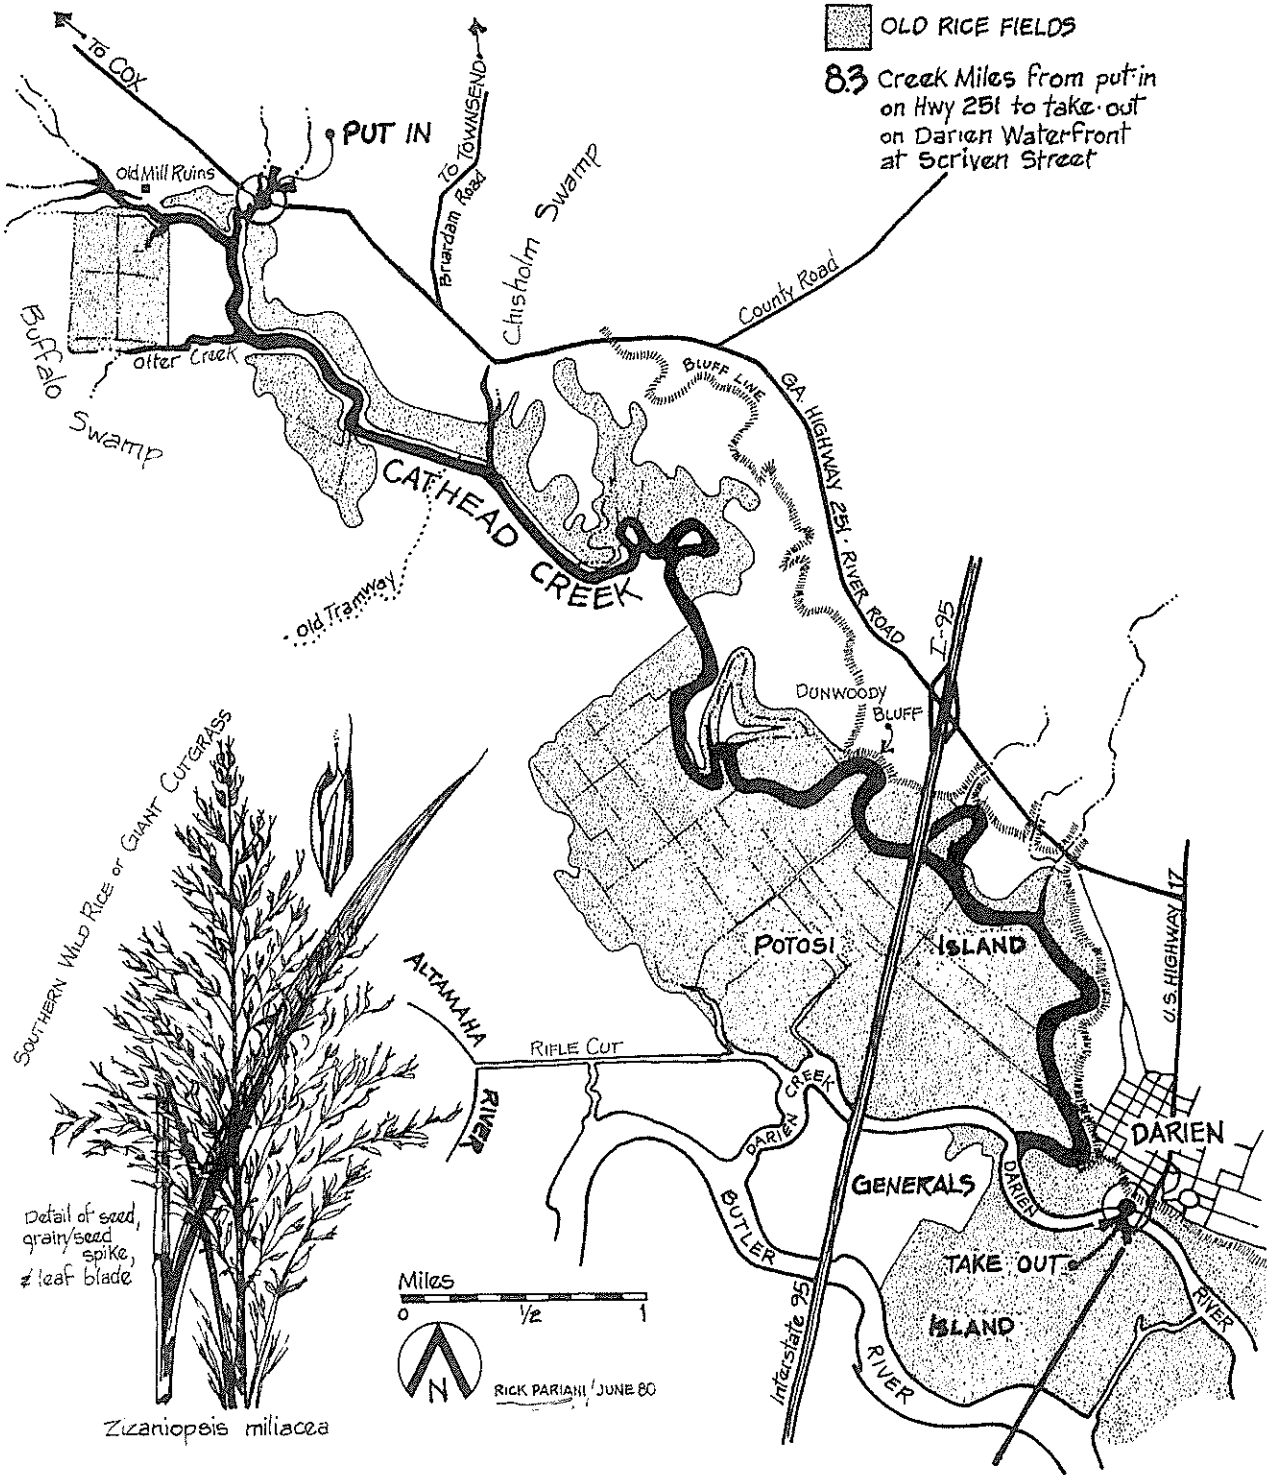 OLD RICE FIELDS
8.3 Creek Miles from put-in
on Hwy 251 to take-out
on Darien Waterfront
at Scriven Street
To COX
PUT IN
To TOWNSEND
Briardam Road
Old Mill Ruins
Chisholm Swamp
County Road
Buffalo
Swamp
Otter Creek
BLUFF LINE
GA. HIGHWAY 251 · RIVER ROAD
CATHEAD
CREEK
Old Tramway
I-95
DUNWOODY
BLUFF
SOUTHERN WILD RICE or GIANT CUTGRASS
POTOSI ISLAND
U.S. HIGHWAY 17
ALTAMAHA
RIVER
RIFLE CUT
DARIEN CREEK
DARIEN
GENERALS
ISLAND
DARIEN
RIVER
BUTLER
RIVER
TAKE OUT
Interstate 95
Detail of seed,
grain/seed
spike,
& leaf blade
Miles
0 1/2 1
N
RICK PARIANI / JUNE 80
Zizaniopsis miliacea